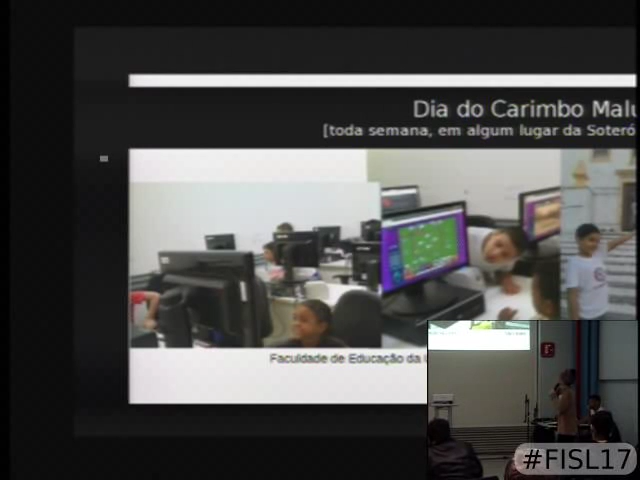 Dia do Carimbo Malu
[toda semana, em algum lugar da Soteró
Faculdade de Educação da
#FISL17